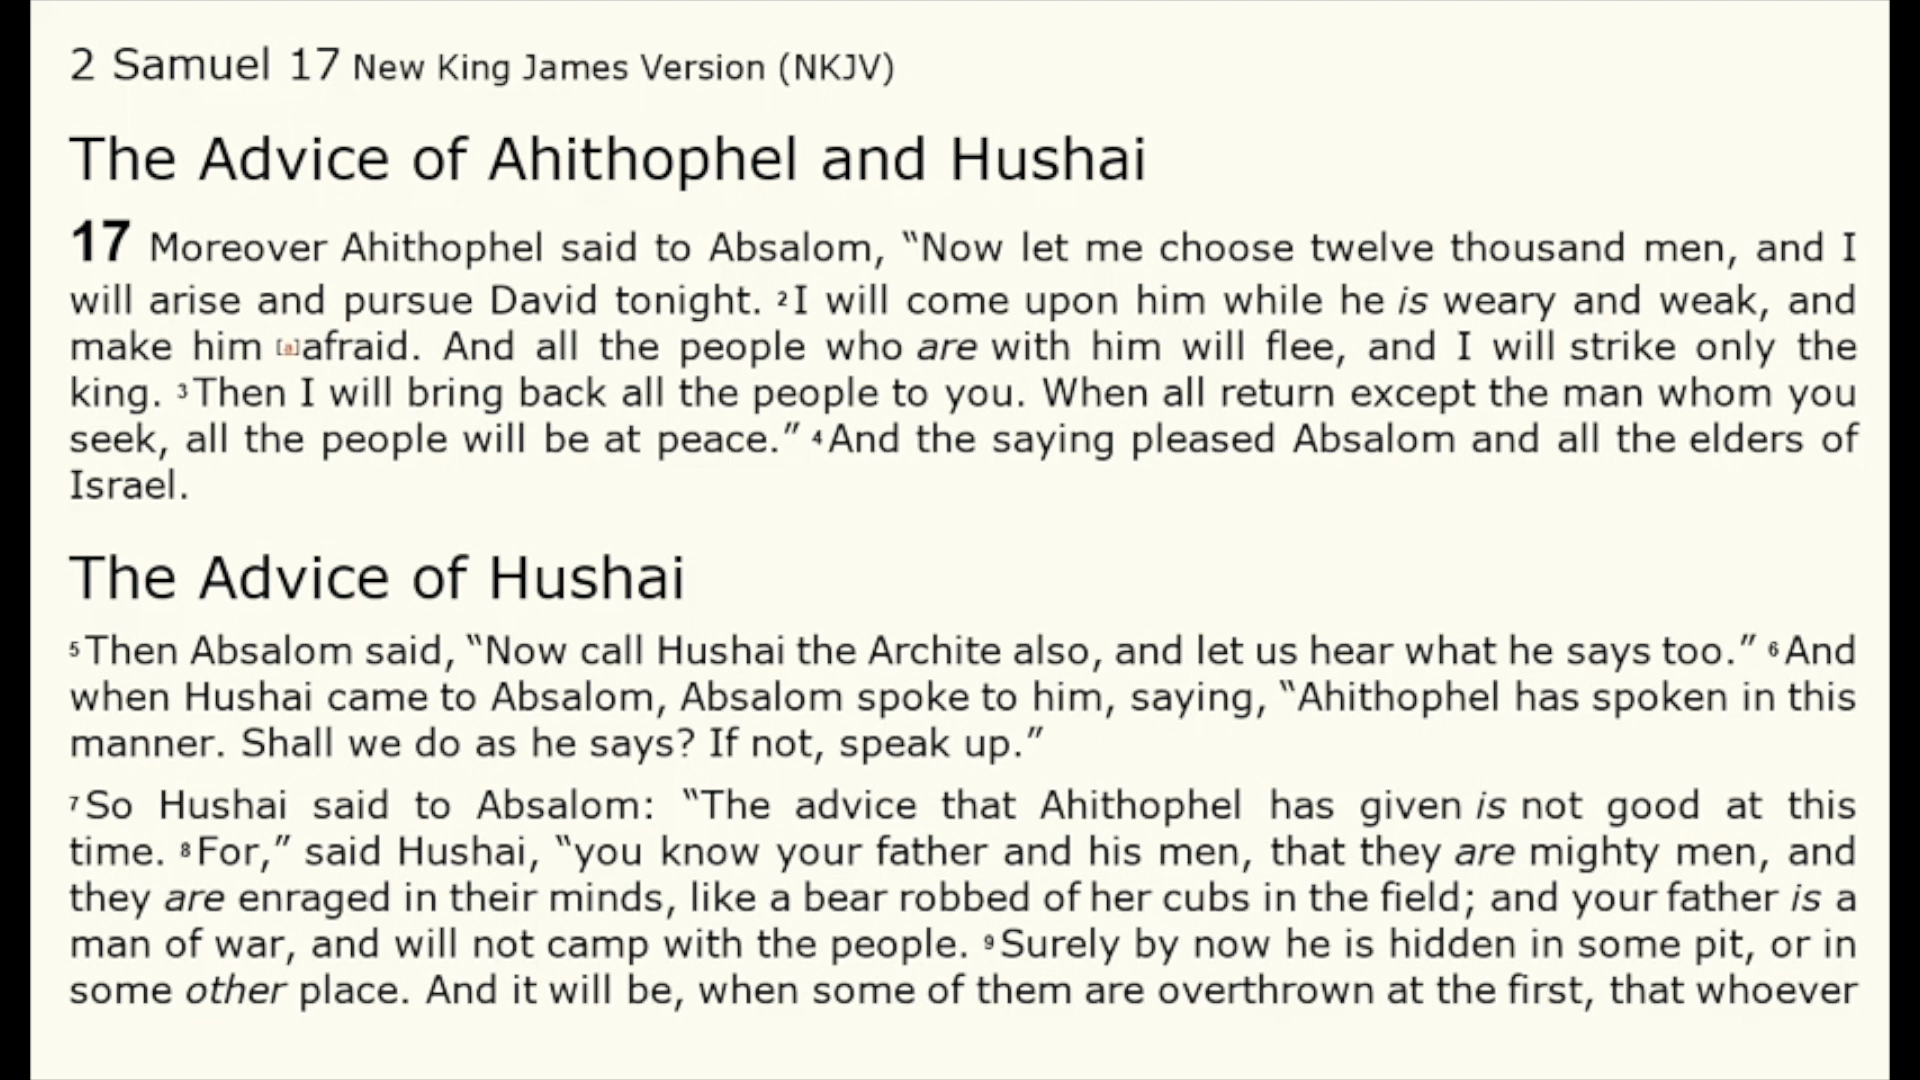 2 Samuel 17 New King James Version (NKJV)
The Advice of Ahithophel and Hushai
17 Moreover Ahithophel said to Absalom, “Now let me choose twelve thousand men, and I
will arise and pursue David tonight. 2 I will come upon him while he is weary and weak, and
make him [a]afraid. And all the people who are with him will flee, and I will strike only the
king. 3 Then I will bring back all the people to you. When all return except the man whom you
seek, all the people will be at peace.” 4 And the saying pleased Absalom and all the elders of
Israel.
The Advice of Hushai
5 Then Absalom said, “Now call Hushai the Archite also, and let us hear what he says too.” 6 And
when Hushai came to Absalom, Absalom spoke to him, saying, “Ahithophel has spoken in this
manner. Shall we do as he says? If not, speak up.”
7 So Hushai said to Absalom: “The advice that Ahithophel has given is not good at this
time. 8 For,” said Hushai, “you know your father and his men, that they are mighty men, and
they are enraged in their minds, like a bear robbed of her cubs in the field; and your father is a
man of war, and will not camp with the people. 9 Surely by now he is hidden in some pit, or in
some other place. And it will be, when some of them are overthrown at the first, that whoever